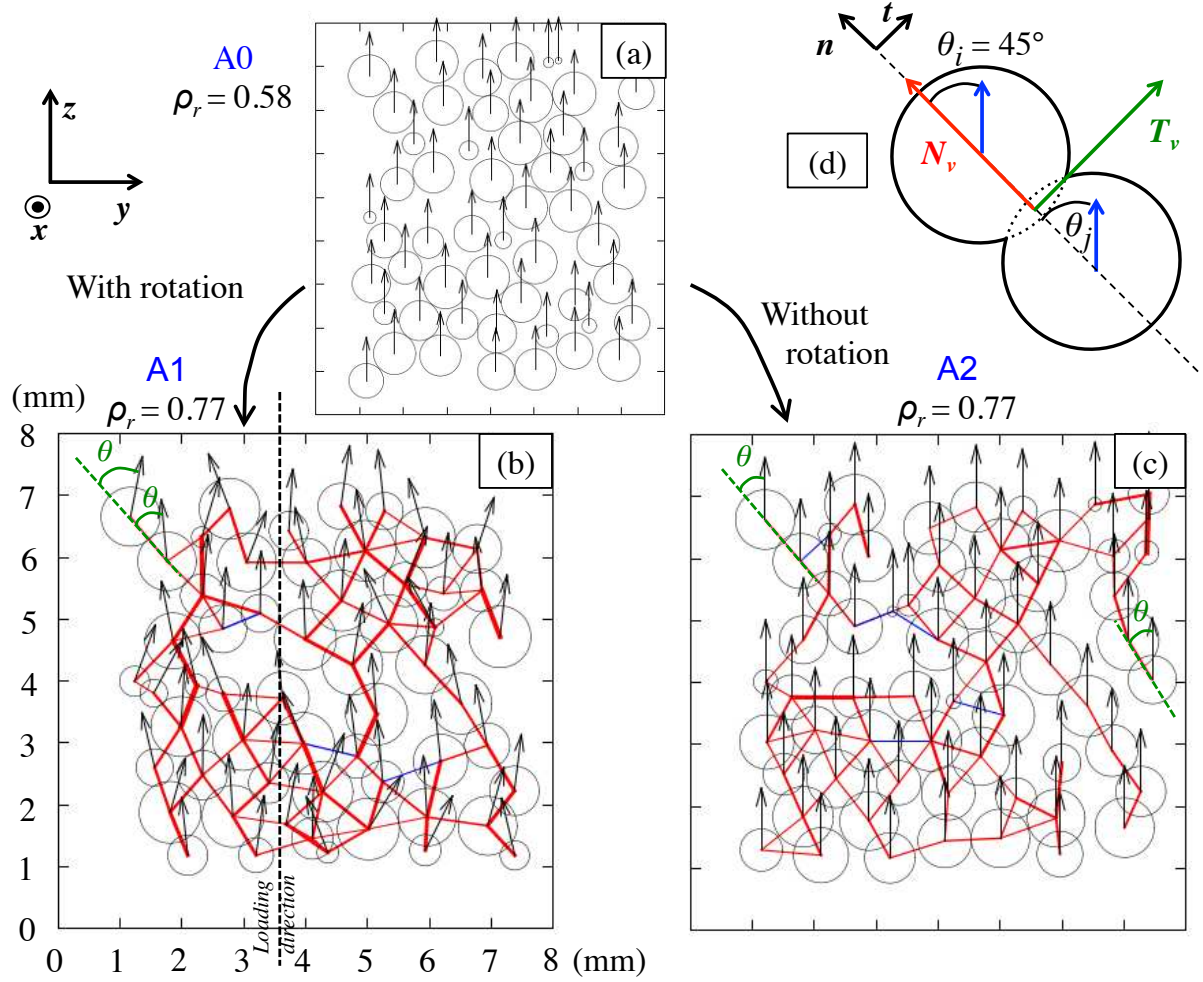 A0
ρr = 0.58
(a)
n
t
θi = 45°
Nv
Tv
(d)
θj
z
y
x
With rotation
Without
rotation
A1
ρr = 0.77
A2
ρr = 0.77
(mm)
8
7
6
5
4
3
2
1
0
θ
θ
(b)
θ
θ
(c)
Loading
direction
0 1 2 3 4 5 6 7 8 (mm)